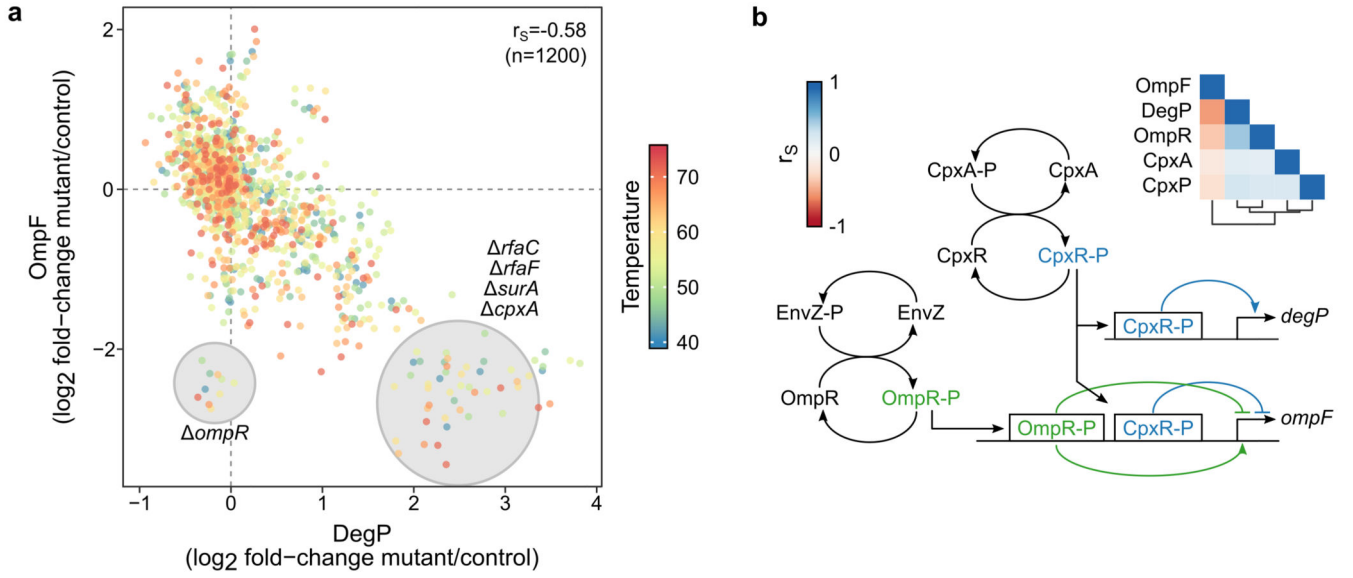 a
OmpF
(log2 fold−change mutant/control)
2
0
−2
rS=-0.58
(n=1200)
ΔrfaC
ΔrfaF
ΔsurA
ΔcpxA
ΔompR
−1
0
1
2
3
4
DegP
(log2 fold−change mutant/control)
Temperature
70
60
50
40
b
rS
1
0
-1
OmpF
DegP
OmpR
CpxA
CpxP
CpxA-P
CpxA
CpxR
CpxR-P
EnvZ-P
EnvZ
OmpR
OmpR-P
CpxR-P
degP
OmpR-P
CpxR-P
ompF